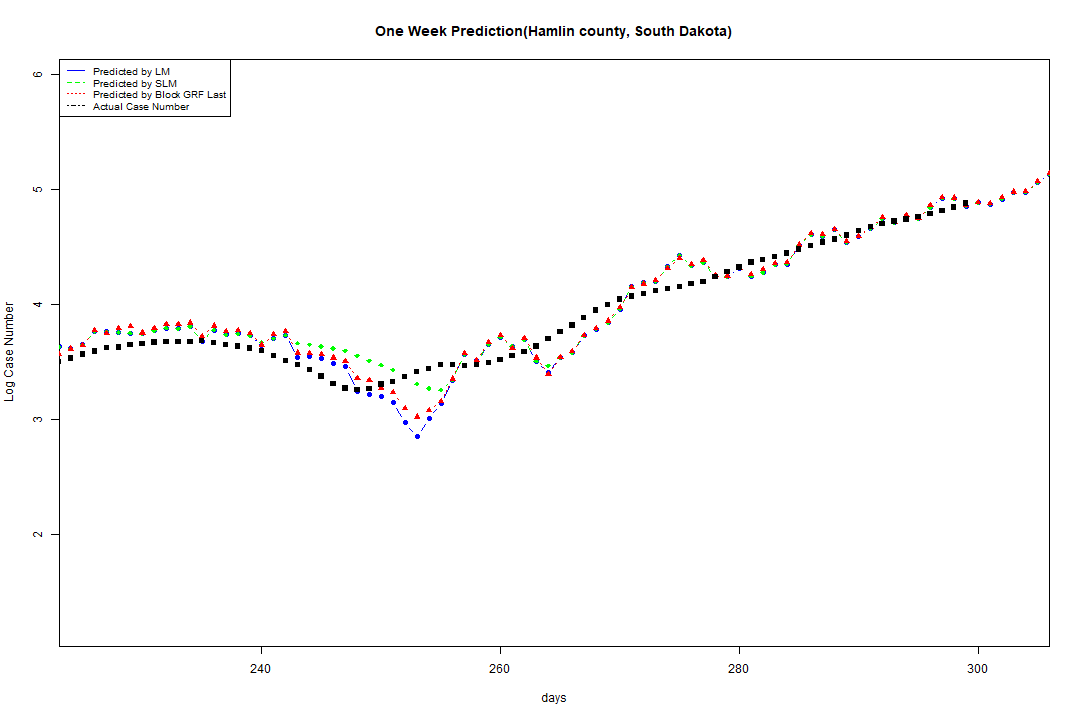 One Week Prediction(Hamlin county, South Dakota)
Predicted by LM
Predicted by SLM
Predicted by Block GRF Last
Actual Case Number
6
5
4
3
2
Log Case Number
240
260
280
300
days